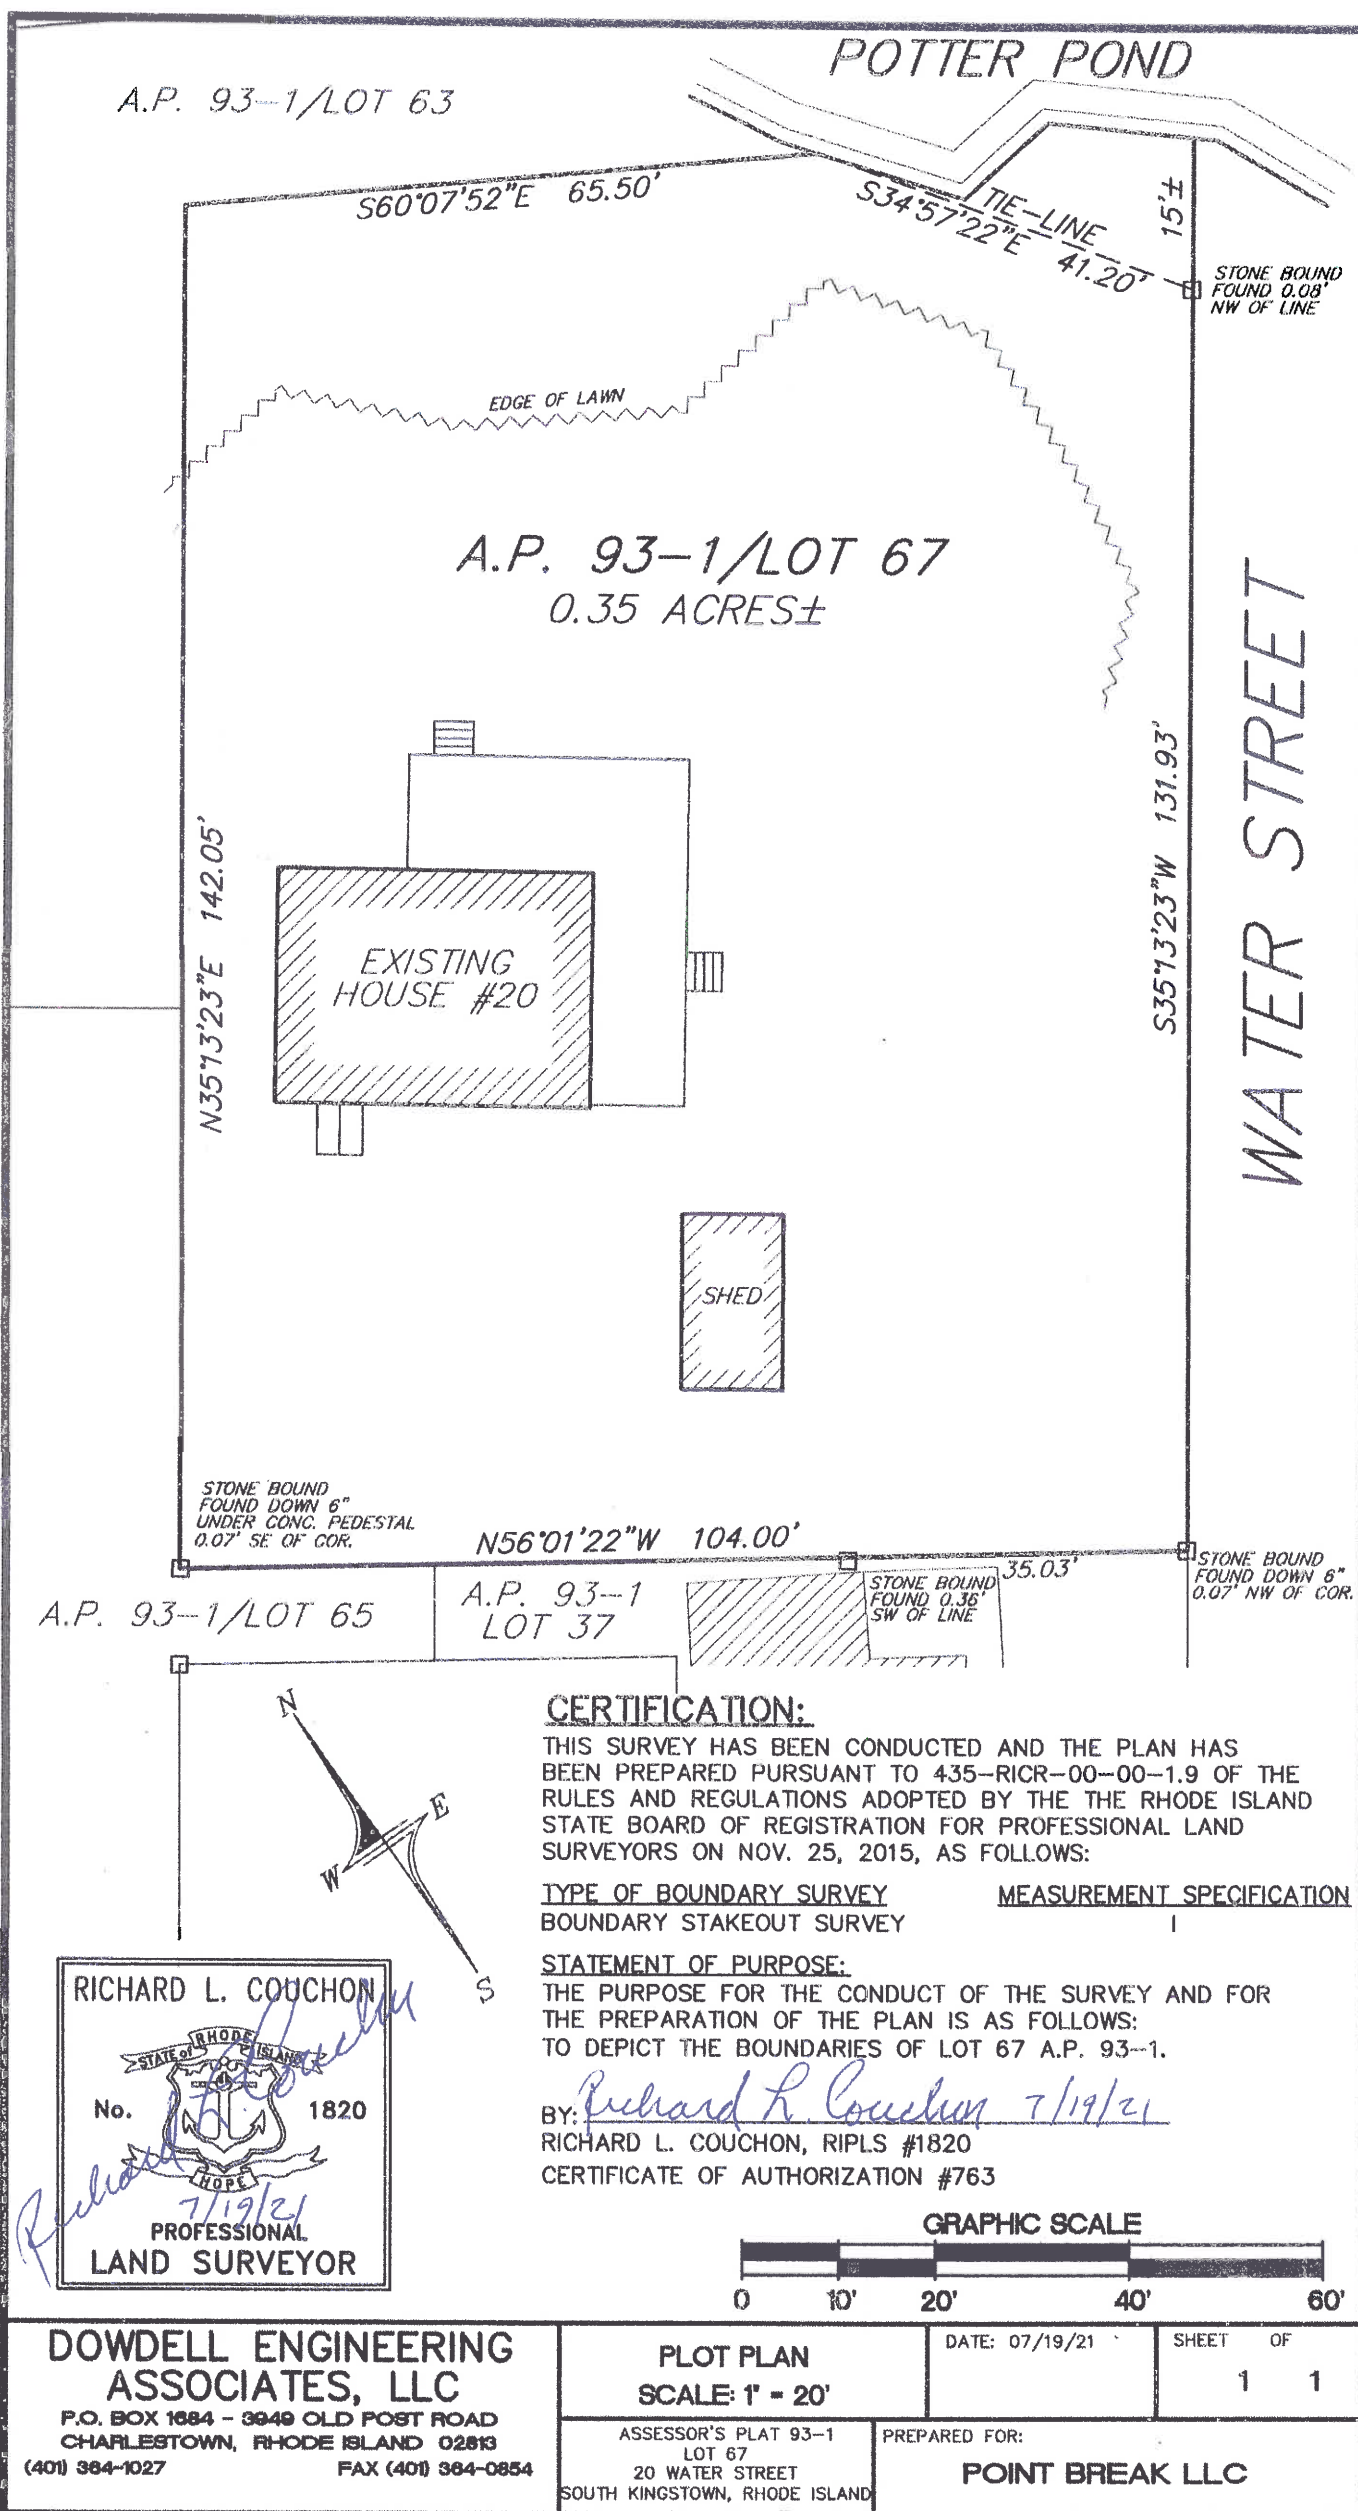 POTTER POND
A.P. 93-1/LOT 63
S60°07'52"E 65.50'
TIE-LINE
S34°57'22"E 41.20'
15'±
STONE BOUND
FOUND 0.08'
NW OF LINE
EDGE OF LAWN
A.P. 93-1/LOT 67
0.35 ACRES±
WATER STREET
S35°13'23"W 131.93'
N35°13'23"E 142.05'
EXISTING
HOUSE #20
SHED
STONE BOUND
FOUND DOWN 6"
UNDER CONC. PEDESTAL
0.07' SE OF COR.
N56°01'22"W 104.00'
35.03'
STONE BOUND
FOUND DOWN 6"
0.07' NW OF COR.
STONE BOUND
FOUND 0.36'
SW OF LINE
A.P. 93-1/LOT 65
A.P. 93-1
LOT 37
N
E
W
S
CERTIFICATION:
THIS SURVEY HAS BEEN CONDUCTED AND THE PLAN HAS
BEEN PREPARED PURSUANT TO 435-RICR-00-00-1.9 OF THE
RULES AND REGULATIONS ADOPTED BY THE THE RHODE ISLAND
STATE BOARD OF REGISTRATION FOR PROFESSIONAL LAND
SURVEYORS ON NOV. 25, 2015, AS FOLLOWS:
TYPE OF BOUNDARY SURVEY MEASUREMENT SPECIFICATION
BOUNDARY STAKEOUT SURVEY I
STATEMENT OF PURPOSE:
THE PURPOSE FOR THE CONDUCT OF THE SURVEY AND FOR
THE PREPARATION OF THE PLAN IS AS FOLLOWS:
TO DEPICT THE BOUNDARIES OF LOT 67 A.P. 93-1.
BY: Richard L. Couchon 7/19/21
RICHARD L. COUCHON, RIPLS #1820
CERTIFICATE OF AUTHORIZATION #763
RICHARD L. COUCHON
STATE of RHODE ISLAND
No. 1820
HOPE
Richard L. Couchon
7/19/21
PROFESSIONAL
LAND SURVEYOR
GRAPHIC SCALE
0 10' 20' 40' 60'
DOWDELL ENGINEERING
ASSOCIATES, LLC
P.O. BOX 1684 - 3949 OLD POST ROAD
CHARLESTOWN, RHODE ISLAND 02813
(401) 364-1027 FAX (401) 364-0854
PLOT PLAN
SCALE: 1" = 20'
DATE: 07/19/21
SHEET OF
1 1
ASSESSOR'S PLAT 93-1
LOT 67
20 WATER STREET
SOUTH KINGSTOWN, RHODE ISLAND
PREPARED FOR:
POINT BREAK LLC